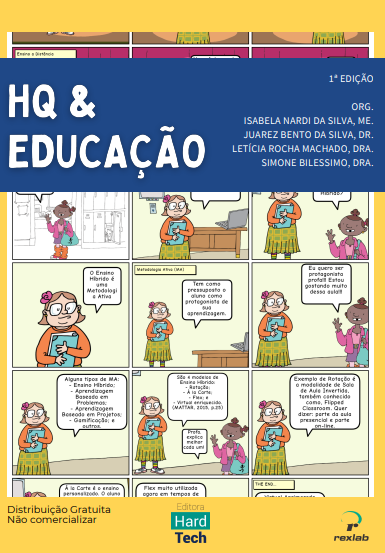 Ensino a Distância
HQ &
EDUCAÇÃO
1ª EDIÇÃO
ORG.
ISABELA NARDI DA SILVA, ME.
JUAREZ BENTO DA SILVA, DR.
LETÍCIA ROCHA MACHADO, DRA.
SIMONE BILESSIMO, DRA.
Híbrido?
O Ensino
Híbrido é
uma
Metodologi
a Ativa
Metodologia Ativa (MA)
Tem como
pressuposto o
aluno como
protagonista de
sua
aprendizagem.
Eu quero ser
protagonista
profa!! Estou
gostando muito
dessa aula!!
Alguns tipos de MA:
- Ensino Híbrido;
- Aprendizagem
Baseada em
Problemas;
- Aprendizagem
Baseada em Projetos;
- Gamificação; e
outros.
São 4 modelos de
Ensino Híbrido:
- Rotação;
- À la Carte;
- Flex; e
- Virtual enriquecido.
(MATTAR, 2015, p.25)
Profa,
explica
melhor
cada um!
Exemplo de Rotação é
a modalidade de Sala
de Aula Invertida,
também conhecida
como, Flipped
Classroom. Quer
dizer: parte da aula
presencial e parte
on-line.
À la Carte é o ensino
personalizado. O aluno
Flex muito utilizado
agora em tempos de
THE END...
Distribuição Gratuita
Não comercializar
Editora
Hard
Tech
rexlab